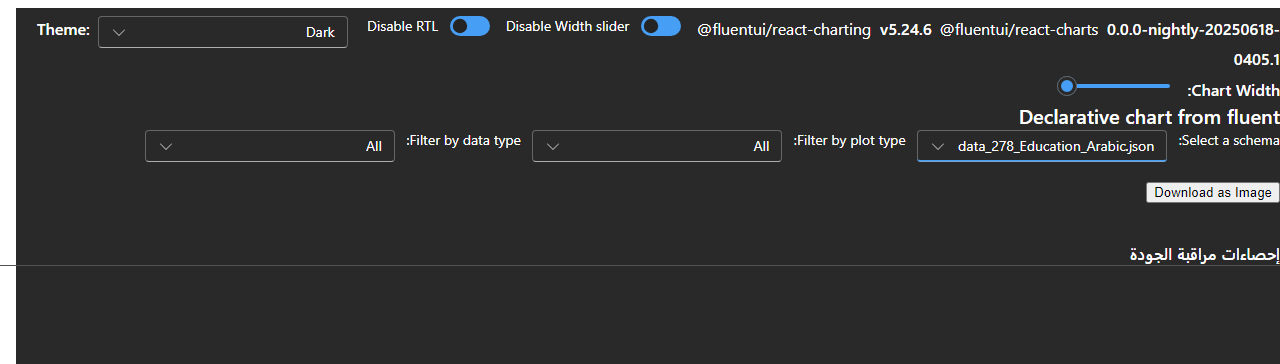 Theme: Dark Disable RTL Disable Width slider @fluentui/react-charting v5.24.6 @fluentui/react-charts 0.0.0-nightly-20250618-
0405.1
:Chart Width
Declarative chart from fluent
:Select a schema data_278_Education_Arabic.json :Filter by plot type All :Filter by data type All
Download as Image
إحصاءات مراقبة الجودة